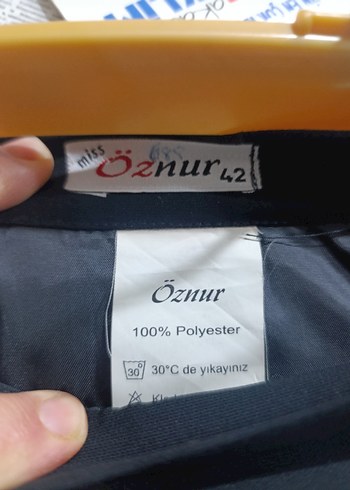 miss Öznur 42
Öznur
100% Polyester
30° 30°C de yıkayınız